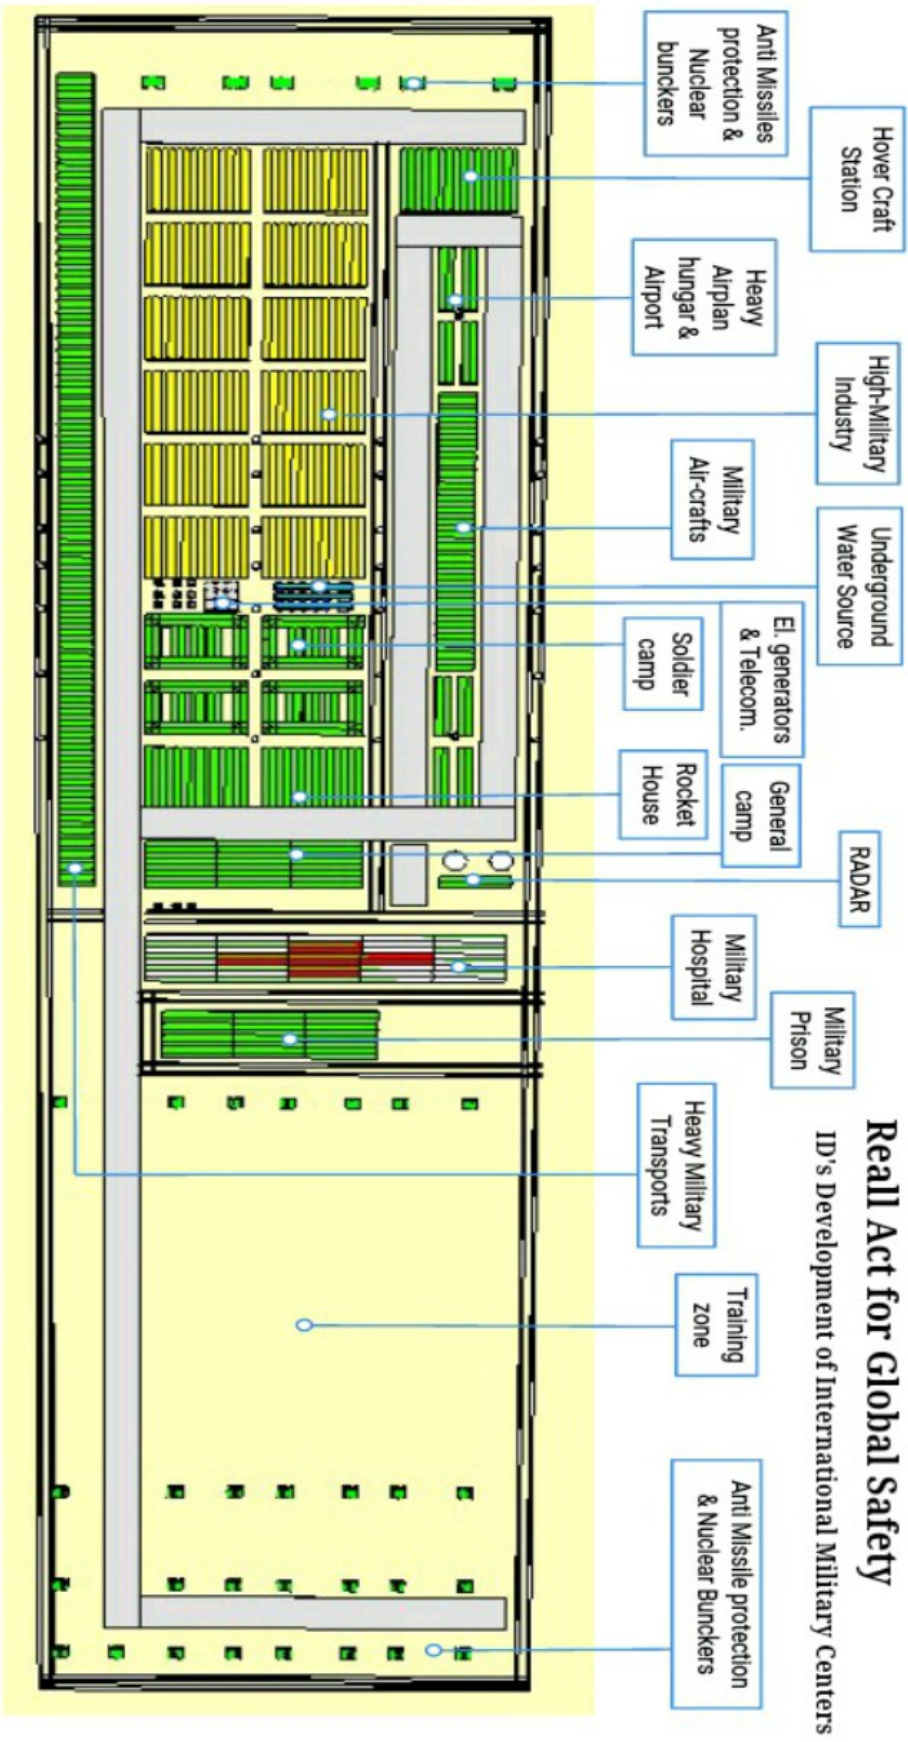 Reall Act for Global Safety
ID's Development of International Military Centers
Anti Missiles
protection &
Nuclear
bunckers
Hover Craft
Station
Heavy
Airplan
hungar &
Airport
High-Military
Industry
Military
Air-crafts
Underground
Water Source
El. generators
& Telecom.
Soldier
camp
Rocket
House
General
camp
RADAR
Military
Hospital
Military
Prison
Heavy Military
Transports
Training
zone
Anti Missile protection
& Nuclear Bunckers